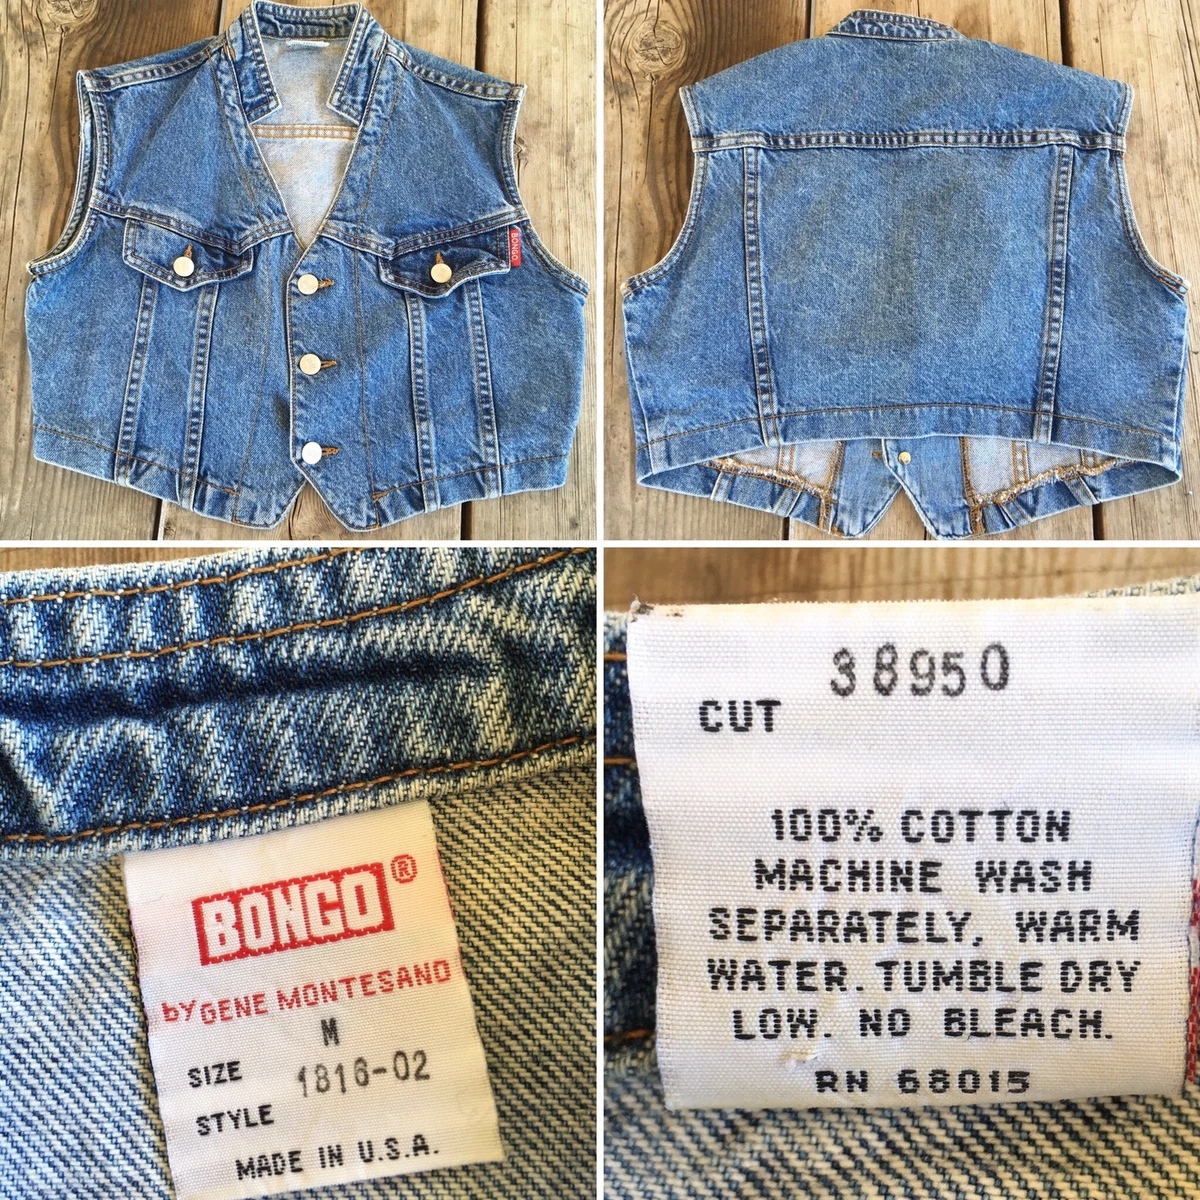 BONGO
BONGO®
by GENE MONTESANO
M
SIZE 1816-02
STYLE
MADE IN U.S.A.
38950
CUT
100% COTTON
MACHINE WASH
SEPARATELY, WARM
WATER. TUMBLE DRY
LOW. NO BLEACH.
RN 68015